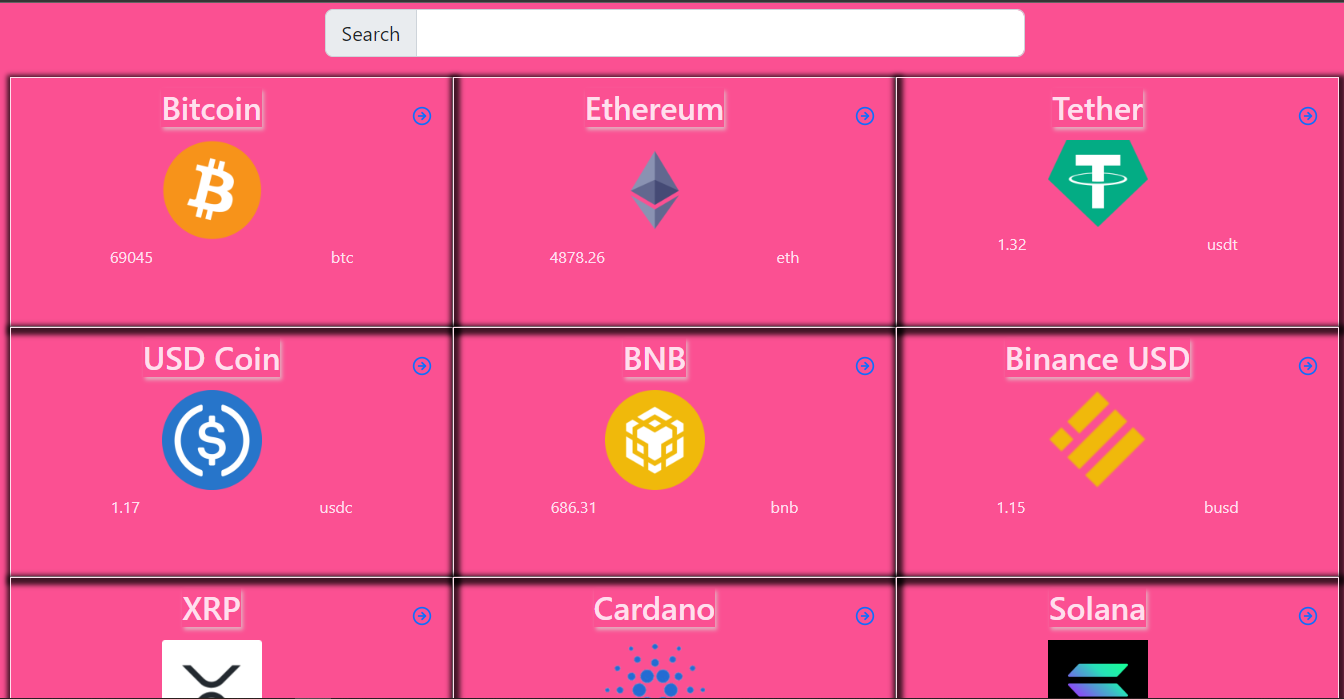 Search
Bitcoin
Ethereum
Tether
69045 btc
4878.26 eth
1.32 usdt
USD Coin
BNB
Binance USD
1.17 usdc
686.31 bnb
1.15 busd
XRP
Cardano
Solana